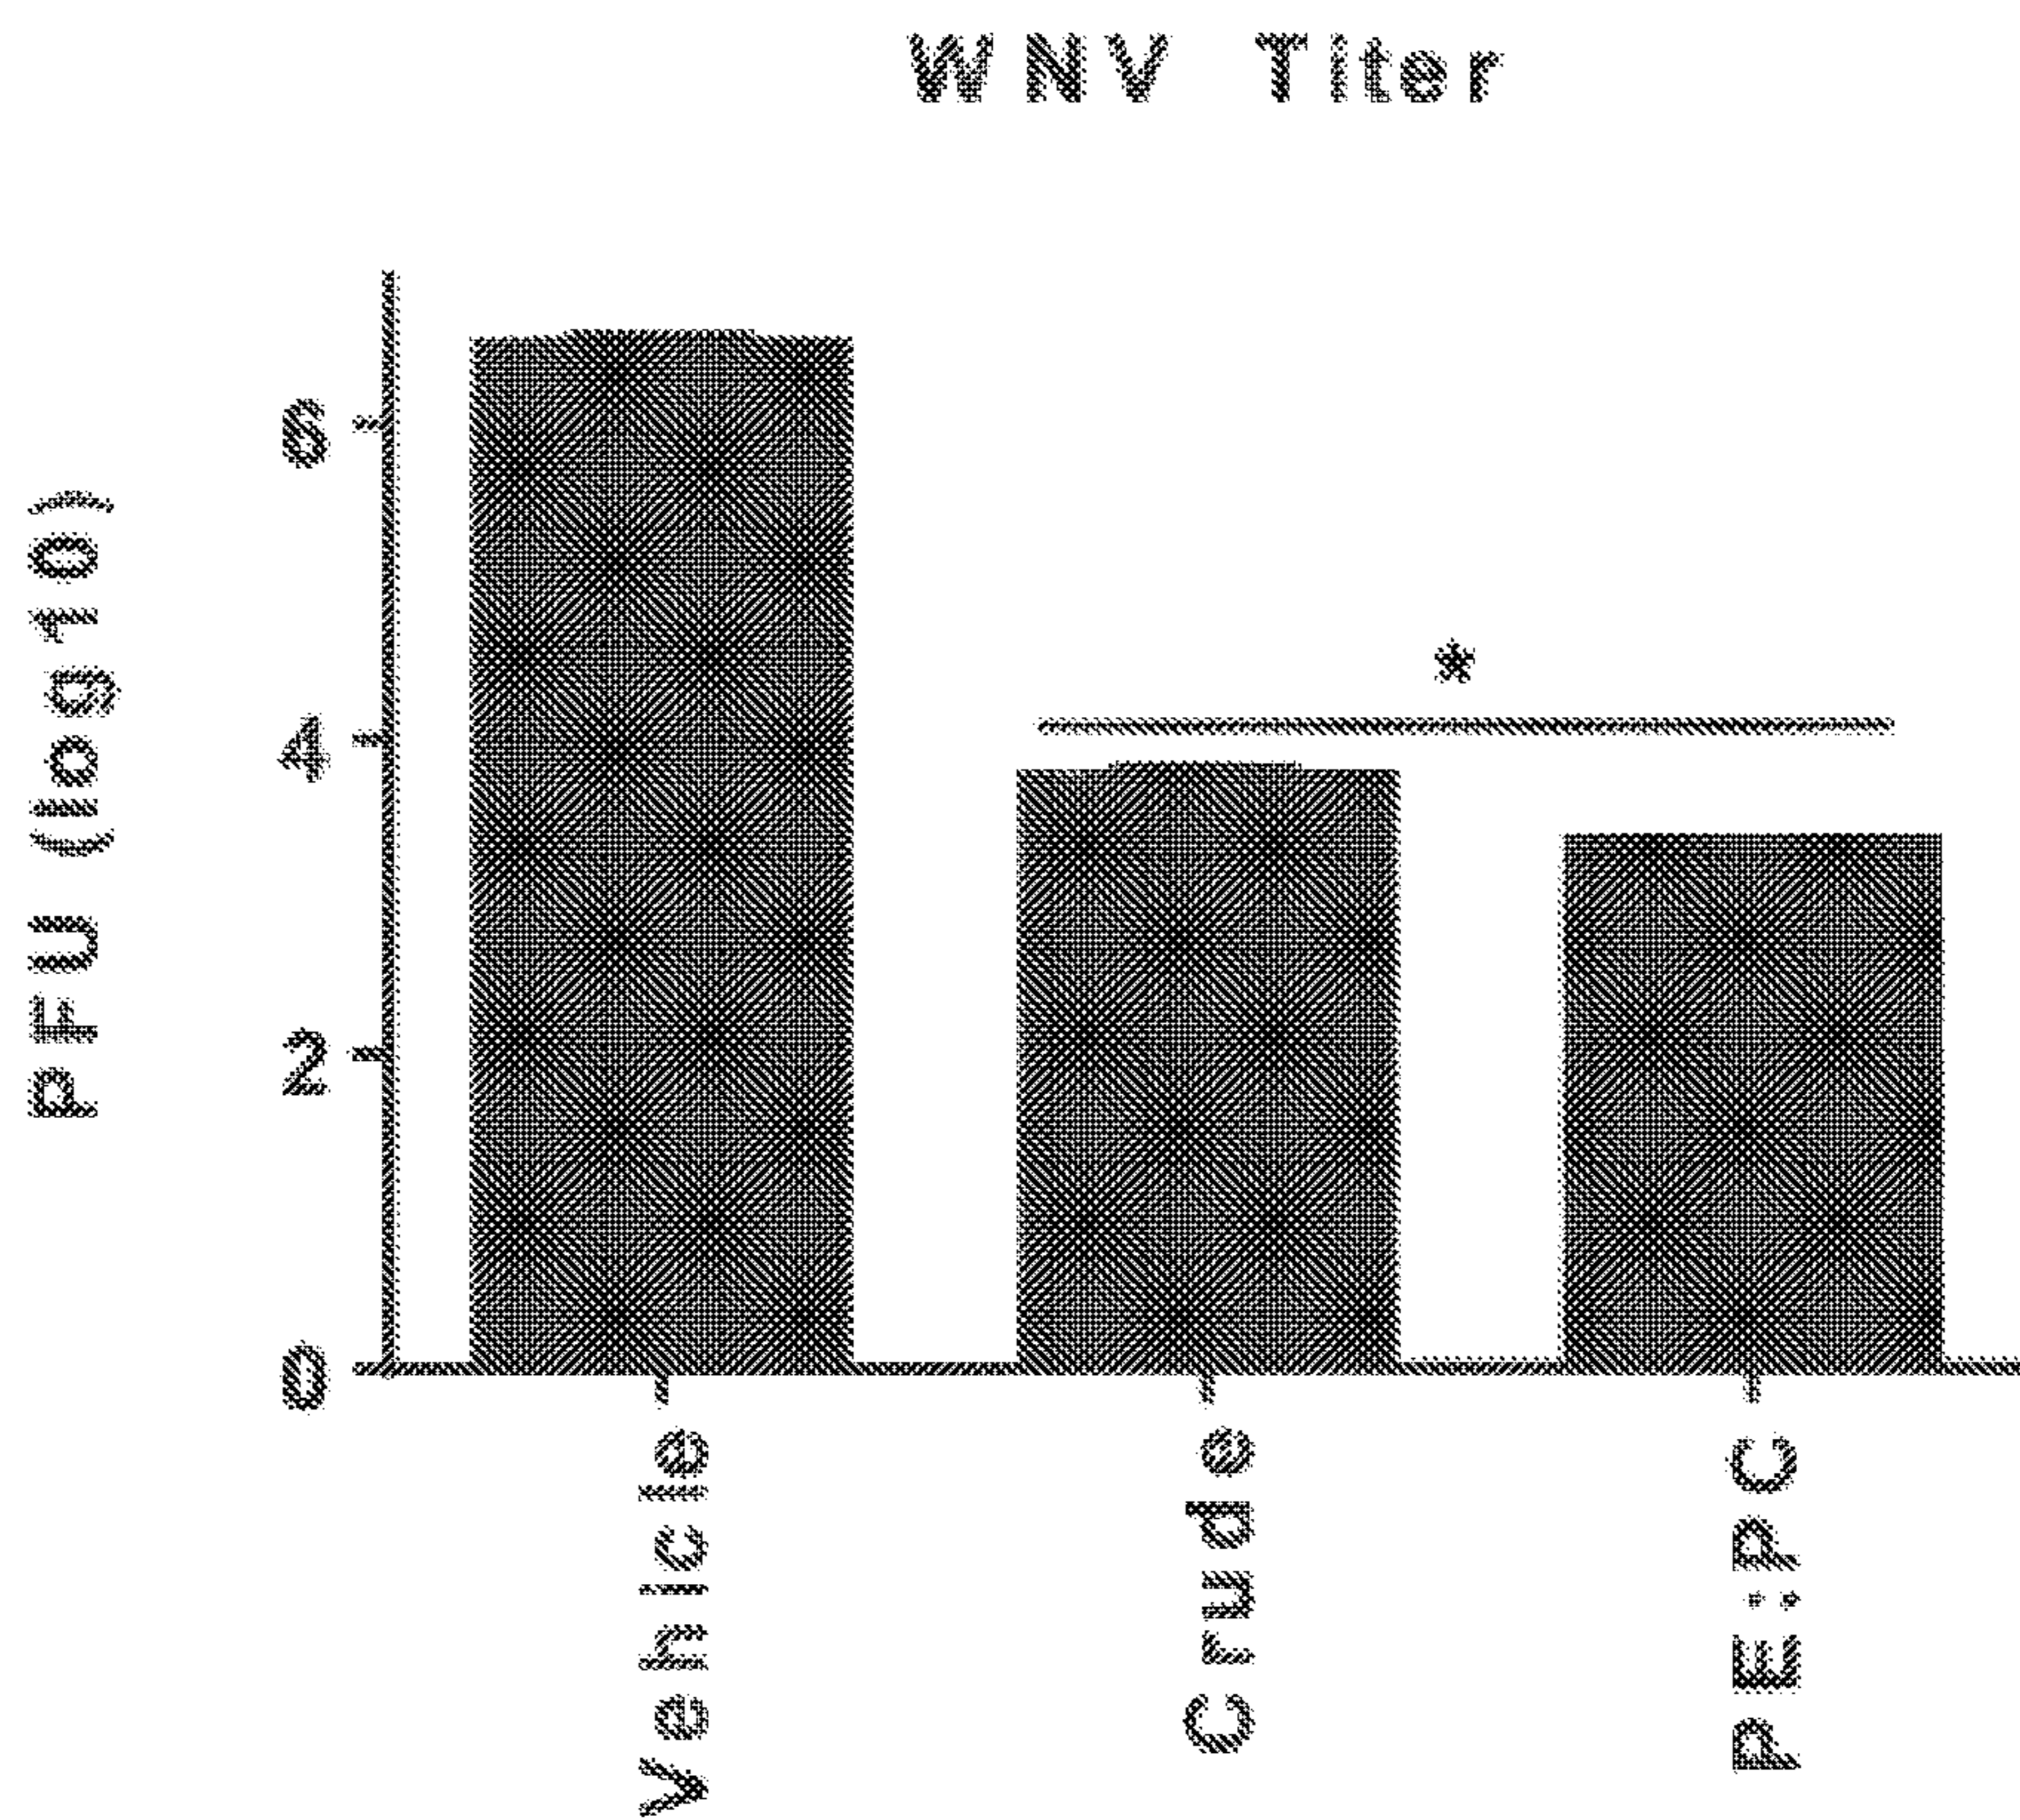 WNV Titer
PFU (log10)
6
4
2
0
*
Vehicle
Crude
PE:PC